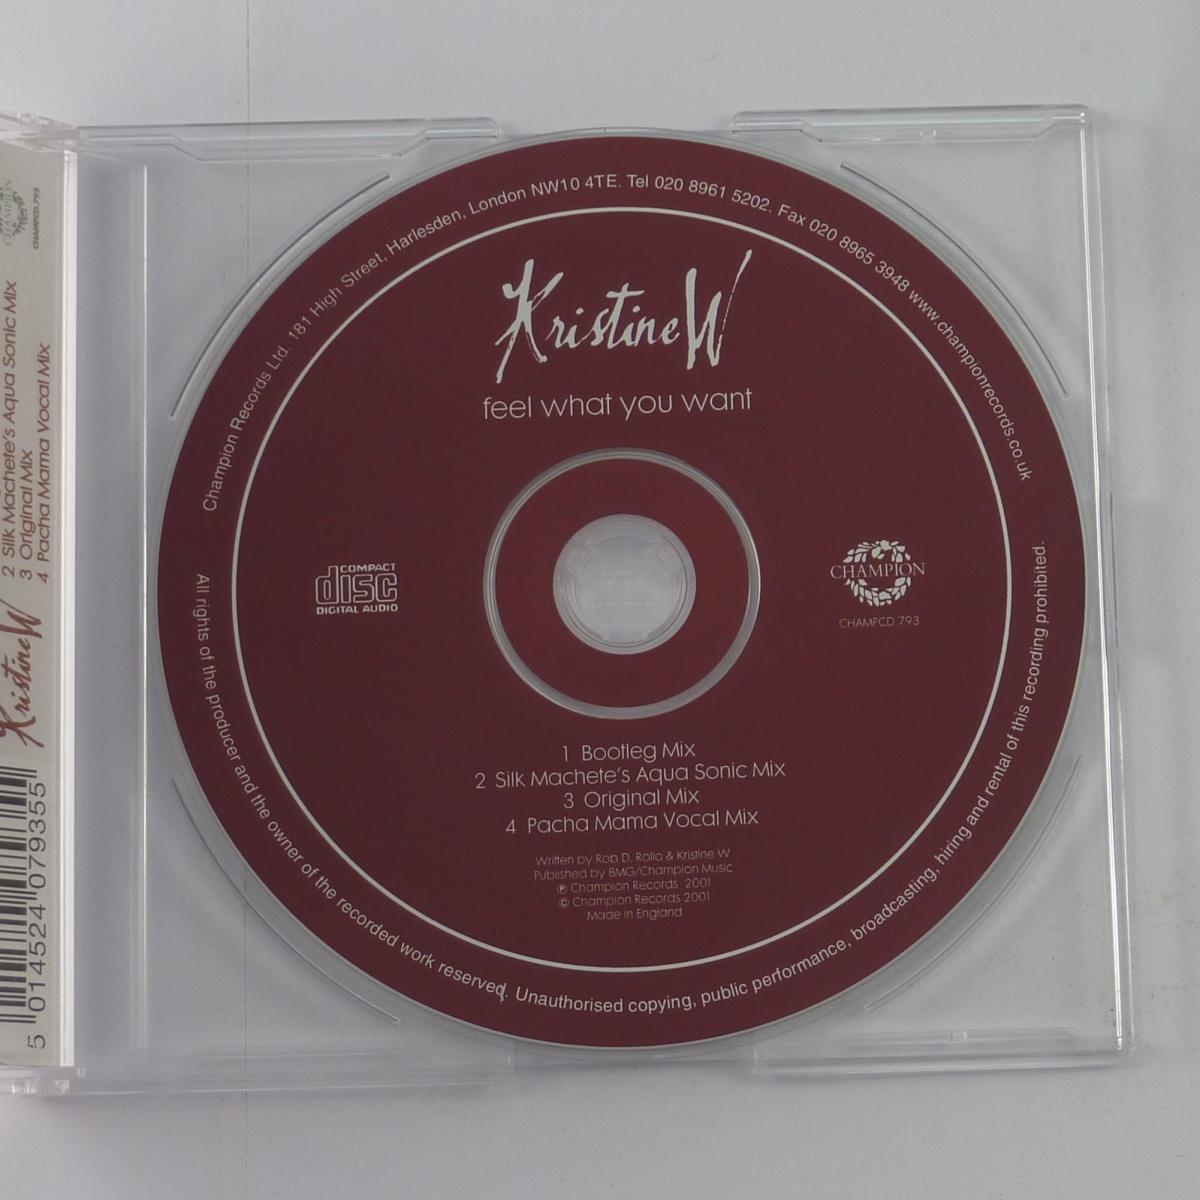 Champion Records Ltd. 181 High Street, Harlesden, London NW10 4TE. Tel 020 8961 5202. Fax 020 8965 3948 www.championrecords.co.uk
Kristine W
feel what you want
COMPACT
disc
DIGITAL AUDIO
CHAMPION
CHAMPCD 793
1 Bootleg Mix
2 Silk Machete's Aqua Sonic Mix
3 Original Mix
4 Pacha Mama Vocal Mix
Written by Rob D, Rollo & Kristine W
Published by BMG/Champion Music
℗ Champion Records 2001
© Champion Records 2001
Made in England
All rights of the producer and the owner of the recorded work reserved. Unauthorised copying, public performance, broadcasting, hiring and rental of this recording prohibited.
CHAMPION
CHAMPCD 793
2 Silk Machete's Aqua Sonic Mix
3 Original Mix
4 Pacha Mama Vocal Mix
Kristine W
5 014524 079355